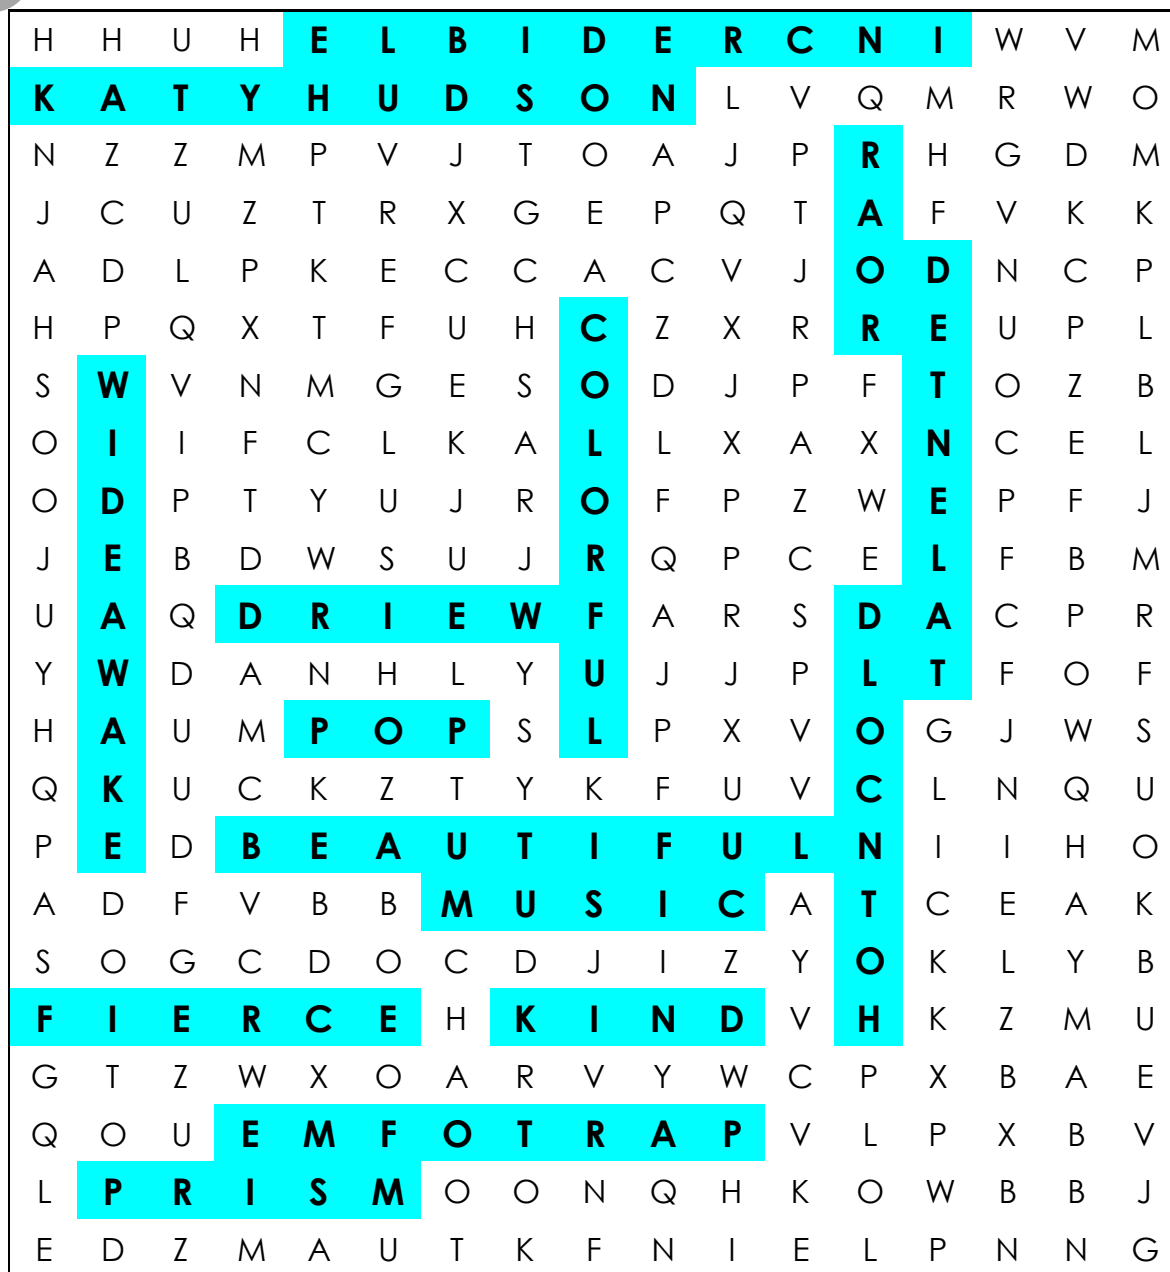 H H U H E L B I D E R C N I W V M
K A T Y H U D S O N L V Q M R W O
N Z Z M P V J T O A J P R H G D M
J C U Z T R X G E P Q T A F V K K
A D L P K E C C A C V J O D N C P
H P Q X T F U H C Z X R R E U P L
S W V N M G E S O D J P F T O Z B
O I I F C L K A L L X A X N C E L
O D P T Y U J R O F P Z W E P F J
J E B D W S U J R Q P C E L F B M
U A Q D R I E W F A R S D A C P R
Y W D A N H L Y U J J P L T F O F
H A U M P O P S L P X V O G J W S
Q K U C K Z T Y K F U V C L N Q U
P E D B E A U T I F U L N I I H O
A D F V B B M U S I C A T C E A K
S O G C D O C D J I Z Y O K L Y B
F I E R C E H K I N D V H K Z M U
G T Z W X O A R V Y W C P X B A E
Q O U E M F O T R A P V L P X B V
L P R I S M O O N Q H K O W B B J
E D Z M A U T K F N I E L P N N G